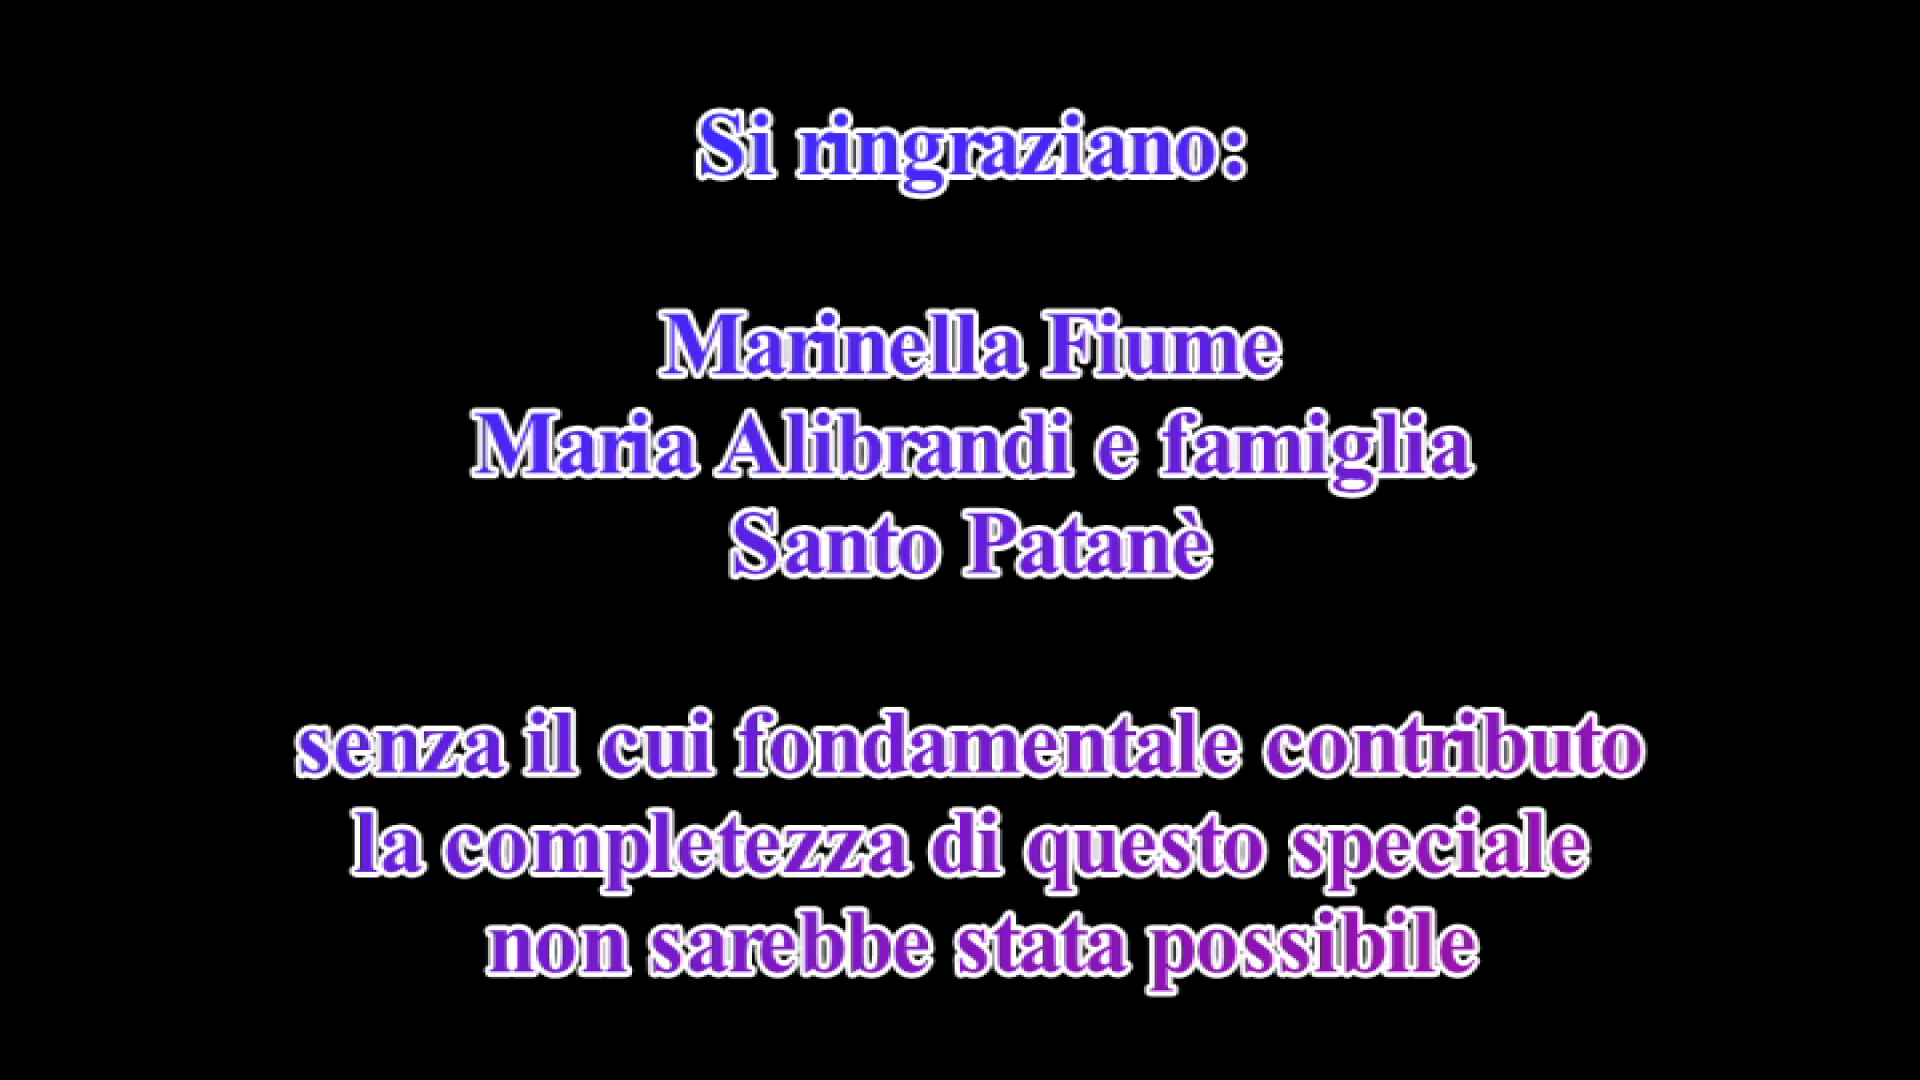 Si ringraziano:
Marinella Fiume
Maria Alibrandi e famiglia
Santo Patanè
senza il cui fondamentale contributo
la completezza di questo speciale
non sarebbe stata possibile